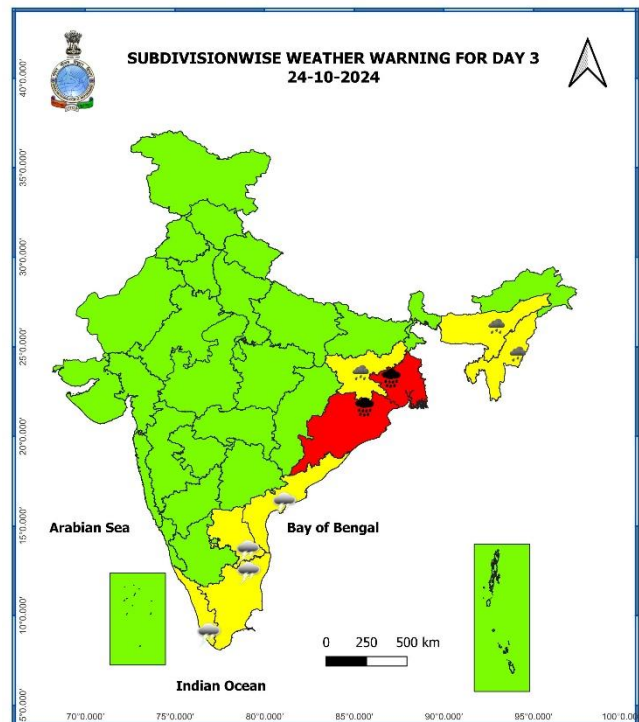 SUBDIVISIONWISE WEATHER WARNING FOR DAY 3
24-10-2024
40°0.000'
35°0.000'
30°0.000'
25°0.000'
20°0.000'
15°0.000'
10°0.000'
5°0.000'
Arabian Sea
Bay of Bengal
0 250 500 km
Indian Ocean
70°0.000' 75°0.000' 80°0.000' 85°0.000' 90°0.000' 95°0.000'